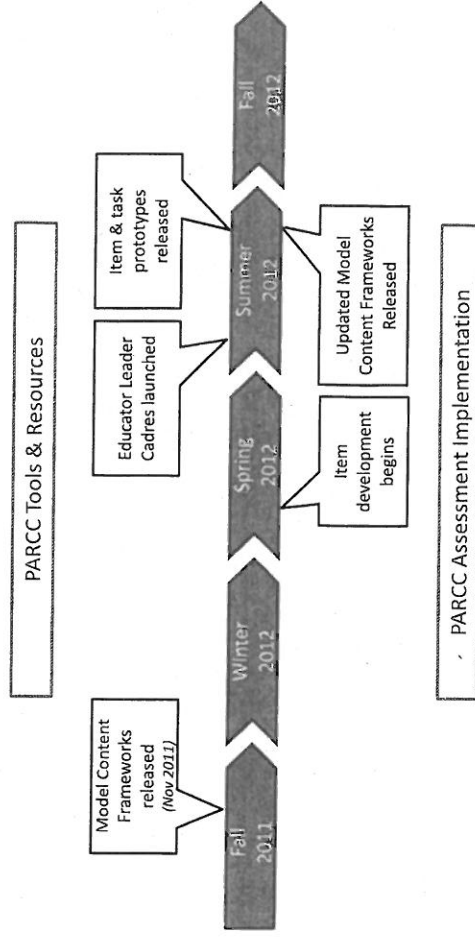 PARCC Tools & Resources
Model Content
Frameworks
released
(Nov 2011)
Educator Leader
Cadres launched
Item & task
prototypes
released
Fall
2011
Winter
2012
Spring
2012
Summer
2012
Fall
2012
Item
development
begins
Updated Model
Content Frameworks
Released
PARCC Assessment Implementation